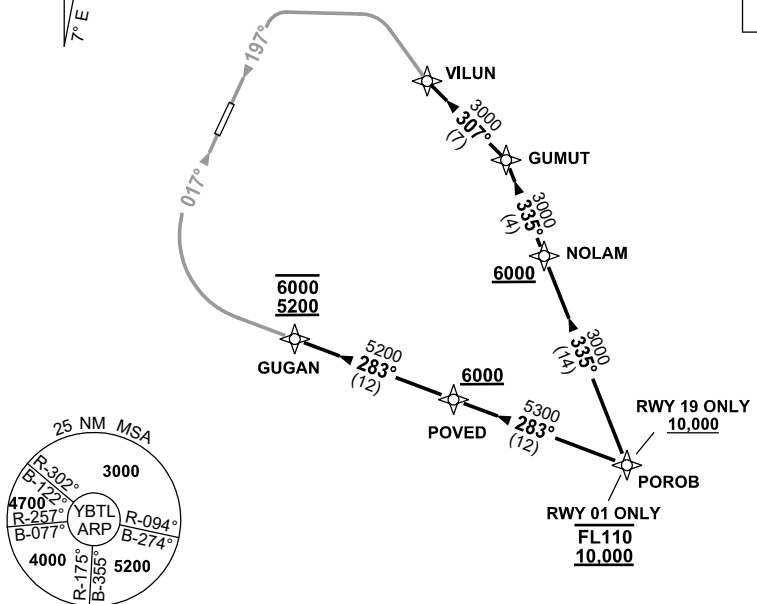 7° E
197°
VILUN
3000
307°
(7)
GUMUT
3000
335°
(4)
NOLAM
6000
017°
3000
335°
(14)
6000
5200
GUGAN
5200
283°
(12)
6000
POVED
5300
283°
(12)
RWY 19 ONLY
10,000
POROB
RWY 01 ONLY
FL110
10,000
25 NM MSA
3000
R-302°
B-122°
4700
R-257°
B-077°
YBTL
ARP
R-094°
B-274°
4000
R-175°
B-355°
5200